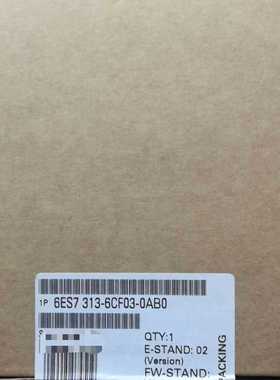 1P 6ES7 313-6CF03-0AB0
QTY:1
E-STAND: 02
(Version)
FW-STAND:
PACKING